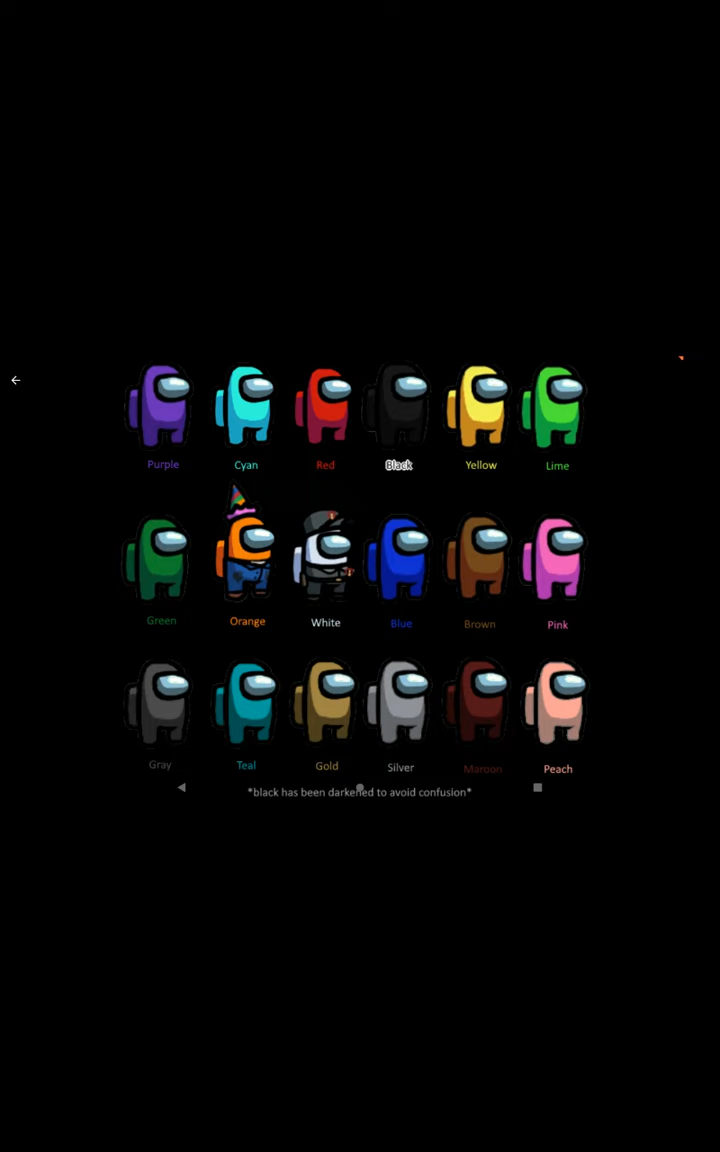 Purple Cyan Red Black Yellow Lime
Green Orange White Blue Brown Pink
Gray Teal Gold Silver Maroon Peach
*black has been darkened to avoid confusion*